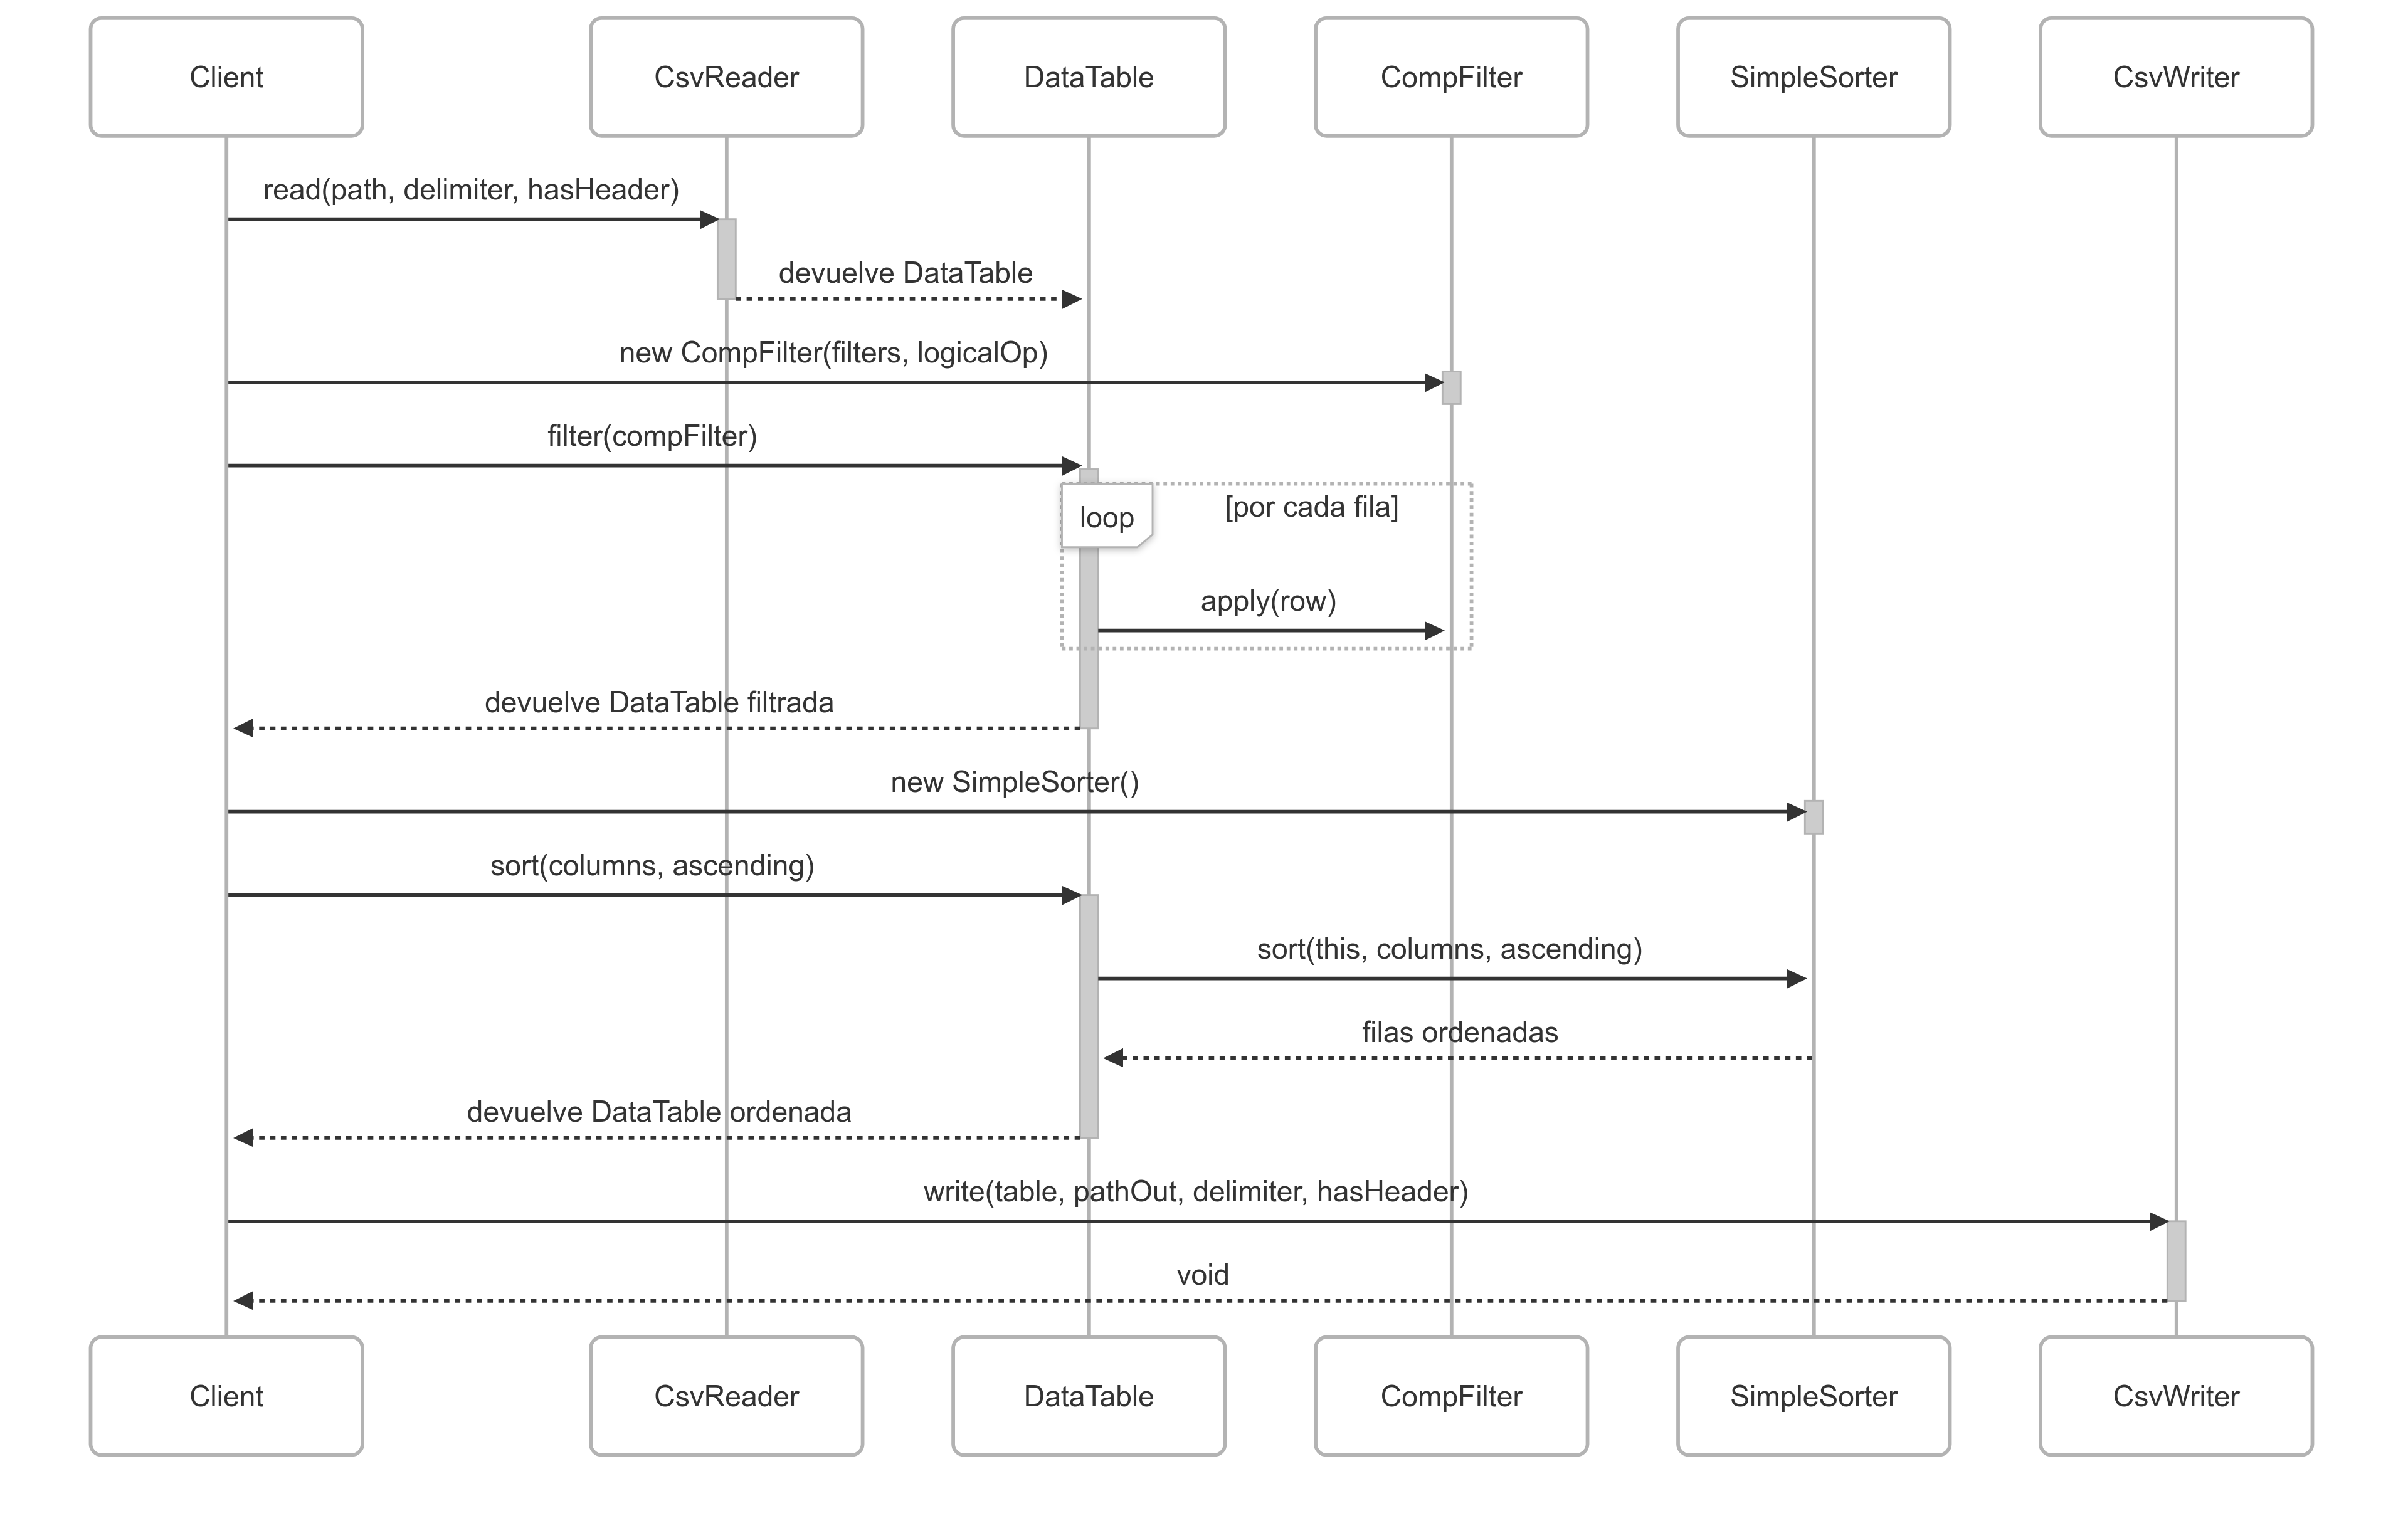 Client
CsvReader
DataTable
CompFilter
SimpleSorter
CsvWriter
read(path, delimiter, hasHeader)
devuelve DataTable
new CompFilter(filters, logicalOp)
filter(compFilter)
loop
[por cada fila]
apply(row)
devuelve DataTable filtrada
new SimpleSorter()
sort(columns, ascending)
sort(this, columns, ascending)
filas ordenadas
devuelve DataTable ordenada
write(table, pathOut, delimiter, hasHeader)
void
Client
CsvReader
DataTable
CompFilter
SimpleSorter
CsvWriter